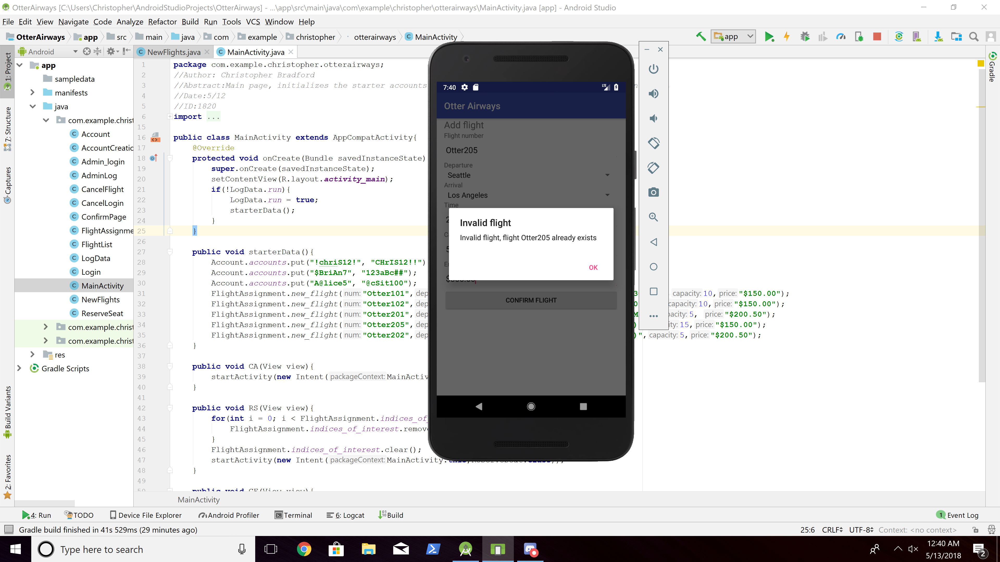 OtterAirways [C:\Users\Christopher\AndroidStudioProjects\OtterAirways] - ...\app\src\main\java\com\example\christopher\otterairways\MainActivity.java [app] - Android Studio
File Edit View Navigate Code Analyze Refactor Build Run Tools VCS Window Help
OtterAirways app src main java com example christopher otterairways MainActivity
app
Android
NewFlights.java
MainActivity.java
1: Project
Z: Structure
Captures
Build Variants
2: Favorites
Gradle
app
sampledata
manifests
java
com.example.christ
Account
AccountCreatio
Admin_login
AdminLog
CancelFlight
CancelLogin
ConfirmPage
FlightAssignme
FlightList
LogData
Login
MainActivity
NewFlights
ReserveSeat
com.example.christ
com.example.christ
res
Gradle Scripts
1 package com.example.christopher.otterairways;
2 //Author: Christopher Bradford
3 //Abstract:Main page, initializes the starter accounts
4 //Date:5/12
5 //ID:1820
6 import ...
15
16 public class MainActivity extends AppCompatActivity{
17 @Override
18 protected void onCreate(Bundle savedInstanceState)
19 super.onCreate(savedInstanceState);
20 setContentView(R.layout.activity_main);
21 if(!LogData.run){
22 LogData.run = true;
23 starterData();
24 }
25 }
26
27 public void starterData(){
28 Account.accounts.put("!chriS12!", "CHrIS12!!")
29 Account.accounts.put("$BriAn7", "123aBc##");
30 Account.accounts.put("A@lice5", "@cSit100");
31 FlightAssignment.new_flight( num: "Otter101", dep capacity: 10, price: "$150.00");
32 FlightAssignment.new_flight( num: "Otter102", dep capacity: 10, price: "$150.00");
33 FlightAssignment.new_flight( num: "Otter201", dep pacity: 5, price: "$200.50");
34 FlightAssignment.new_flight( num: "Otter205", dep ity: 15, price: "$150.00");
35 FlightAssignment.new_flight( num: "Otter202", dep )", capacity: 5, price: "$200.50");
36 }
37
38 public void CA(View view){
39 startActivity(new Intent( packageContext: MainActiv
40 }
41
42 public void RS(View view){
43 for(int i = 0; i < FlightAssignment.indices_of_
44 FlightAssignment.indices_of_interest.remov
45 }
46 FlightAssignment.indices_of_interest.clear();
47 startActivity(new Intent( packageContext: MainActivity.this,ReserveSeat.class));
48 }
49
50 public void CF(View view){
MainActivity
7:40
LTE
Otter Airways
Add flight
Flight number
Otter205
Departure
Seattle
Arrival
Los Angeles
Time
Invalid flight
Invalid flight, flight Otter205 already exists
OK
CONFIRM FLIGHT
4: Run TODO Device File Explorer Android Profiler Terminal 6: Logcat Build
1 Event Log
Gradle build finished in 41s 529ms (29 minutes ago)
25:6 CRLF UTF-8 Context: <no context>
Type here to search
12:40 AM
5/13/2018
2